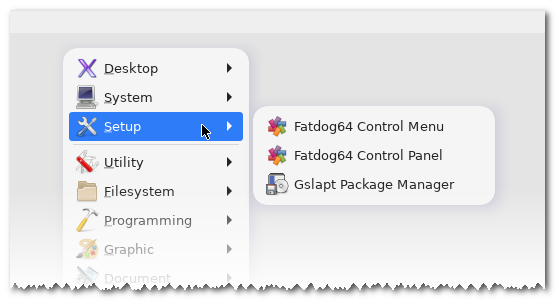 Desktop
System
Setup
Utility
Filesystem
Programming
Graphic
Document
Fatdog64 Control Menu
Fatdog64 Control Panel
Gslapt Package Manager